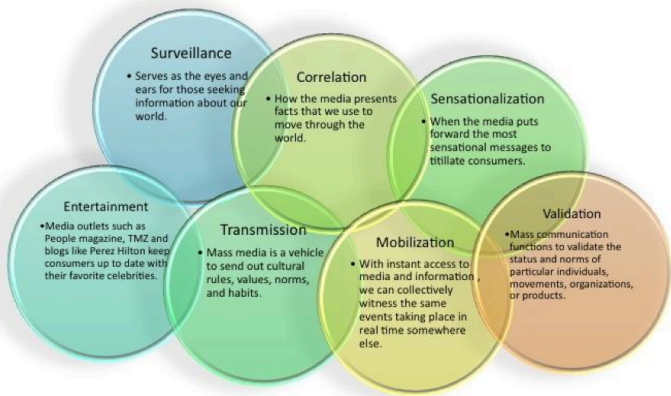 Surveillance
• Serves as the eyes and
ears for those seeking
information about our
world.
Correlation
• How the media presents
facts that we use to
move through the
world.
Sensationalization
• When the media puts
forward the most
sensational messages to
titillate consumers.
Entertainment
•Media outlets such as
People magazine, TMZ and
blogs like Perez Hilton keep
consumers up to date with
their favorite celebrities.
Transmission
• Mass media is a vehicle
to send out cultural
rules, values, norms,
and habits.
Mobilization
• With instant access to
media and information ,
we can collectively
witness the same
events taking place in
real time somewhere
else.
Validation
•Mass communication
functions to validate the
status and norms of
particular individuals,
movements, organizations,
or products.